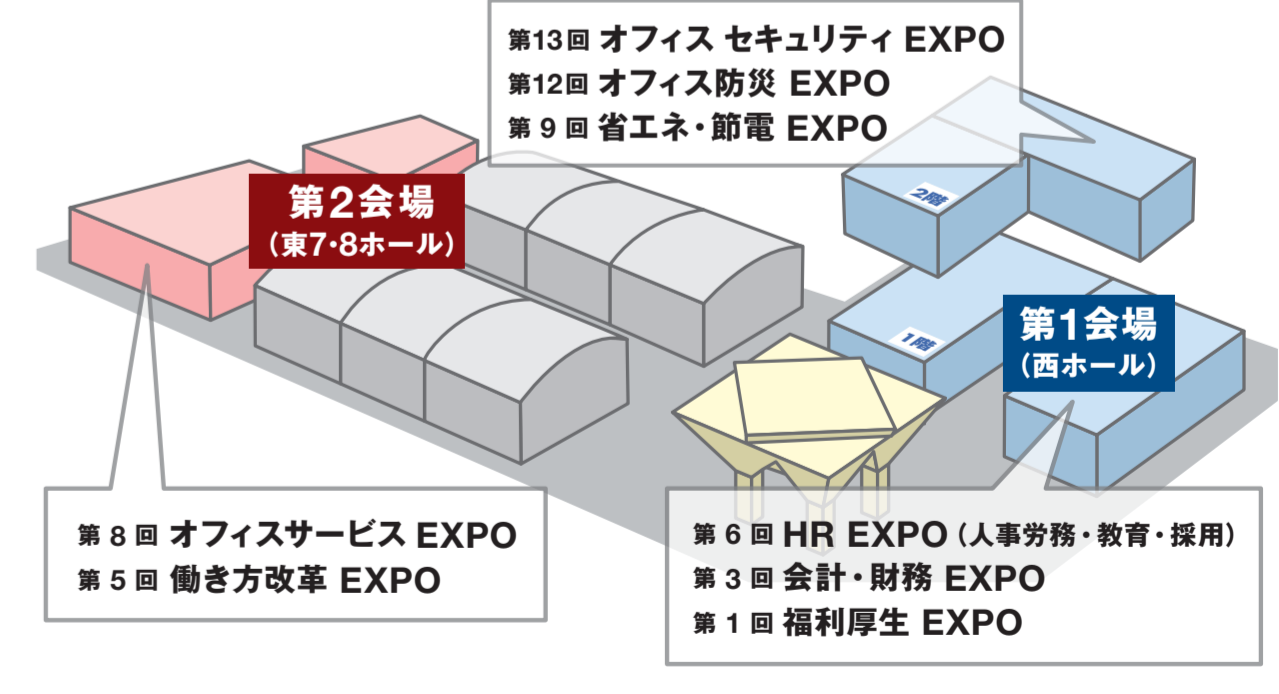 第13回 オフィス セキュリティ EXPO
第12回 オフィス防災 EXPO
第 9 回 省エネ・節電 EXPO
第2会場
（東7・8ホール）
2階
1階
第1会場
（西ホール）
第 8 回 オフィスサービス EXPO
第 5 回 働き方改革 EXPO
第 6 回 HR EXPO（人事労務・教育・採用）
第 3 回 会計・財務 EXPO
第 1 回 福利厚生 EXPO